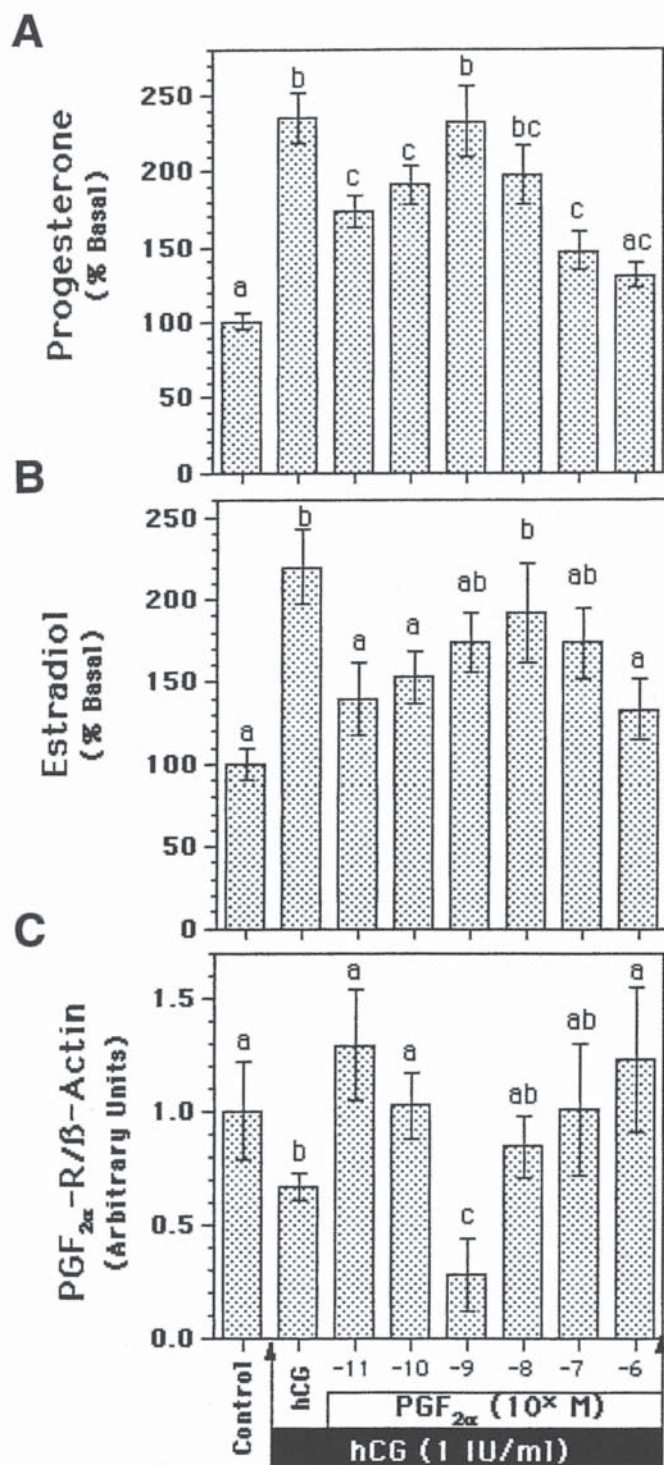 A
Progesterone
(% Basal)
250
200
150
100
50
0
a
b
c
c
b
bc
c
ac
B
Estradiol
(% Basal)
250
200
150
100
50
0
a
b
a
a
ab
b
ab
a
C
PGF2α-R/β-Actin
(Arbitrary Units)
1.5
1.0
0.5
0.0
a
b
a
a
c
ab
ab
a
Control
hCG
-11 -10 -9 -8 -7 -6
PGF2α (10ˣ M)
hCG (1 IU/ml)